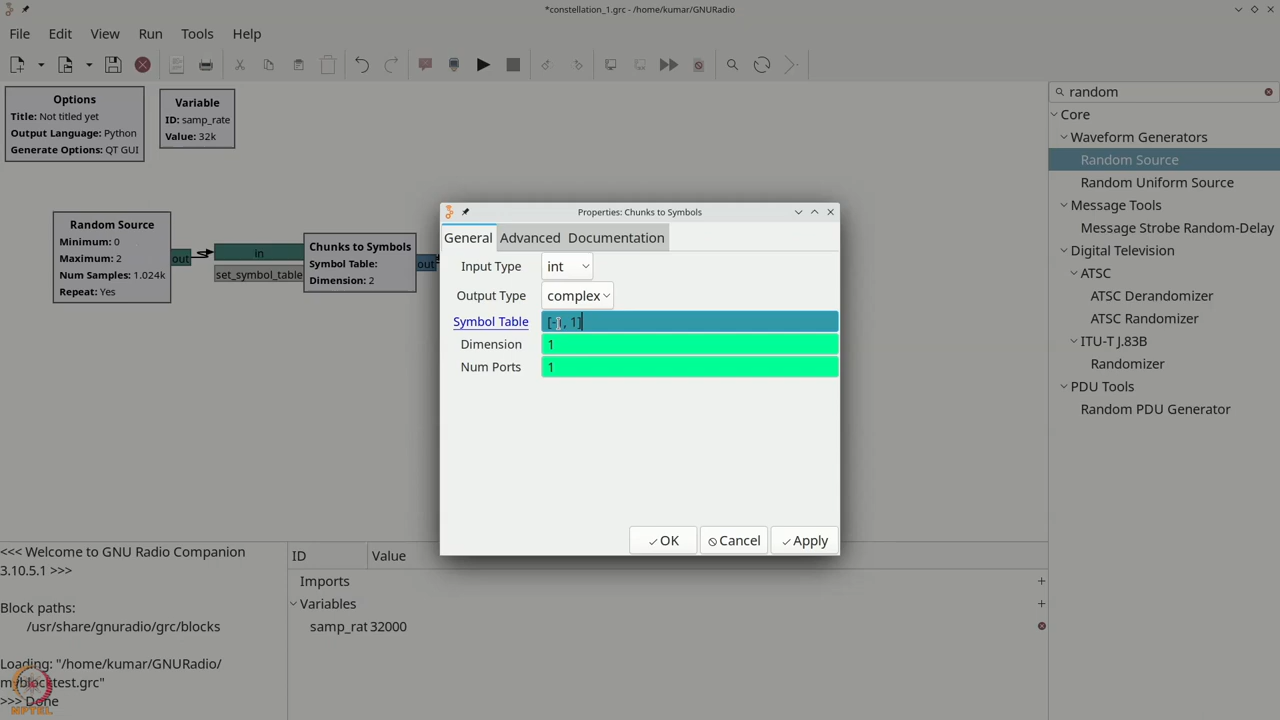 *constellation_1.grc - /home/kumar/GNURadio
File Edit View Run Tools Help
Options
Title: Not titled yet
Output Language: Python
Generate Options: QT GUI
Variable
ID: samp_rate
Value: 32k
random
Core
Waveform Generators
Random Source
Random Uniform Source
Message Tools
Message Strobe Random-Delay
Digital Television
ATSC
ATSC Derandomizer
ATSC Randomizer
ITU-T J.83B
Randomizer
PDU Tools
Random PDU Generator
Random Source
Minimum: 0
Maximum: 2
Num Samples: 1.024k
Repeat: Yes
out
in
set_symbol_table
Chunks to Symbols
Symbol Table:
Dimension: 2
out
Properties: Chunks to Symbols
General Advanced Documentation
Input Type int
Output Type complex
Symbol Table [-1, 1]
Dimension 1
Num Ports 1
OK Cancel Apply
<<< Welcome to GNU Radio Companion
3.10.5.1 >>>
Block paths:
/usr/share/gnuradio/grc/blocks
Loading: "/home/kumar/GNURadio/
myblocktest.grc"
>>> Done
ID Value
Imports
Variables
samp_rat 32000
NPTEL